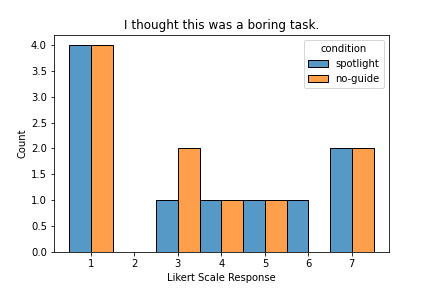 I thought this was a boring task.
condition
spotlight
no-guide
Count
4.0
3.5
3.0
2.5
2.0
1.5
1.0
0.5
0.0
1 2 3 4 5 6 7
Likert Scale Response